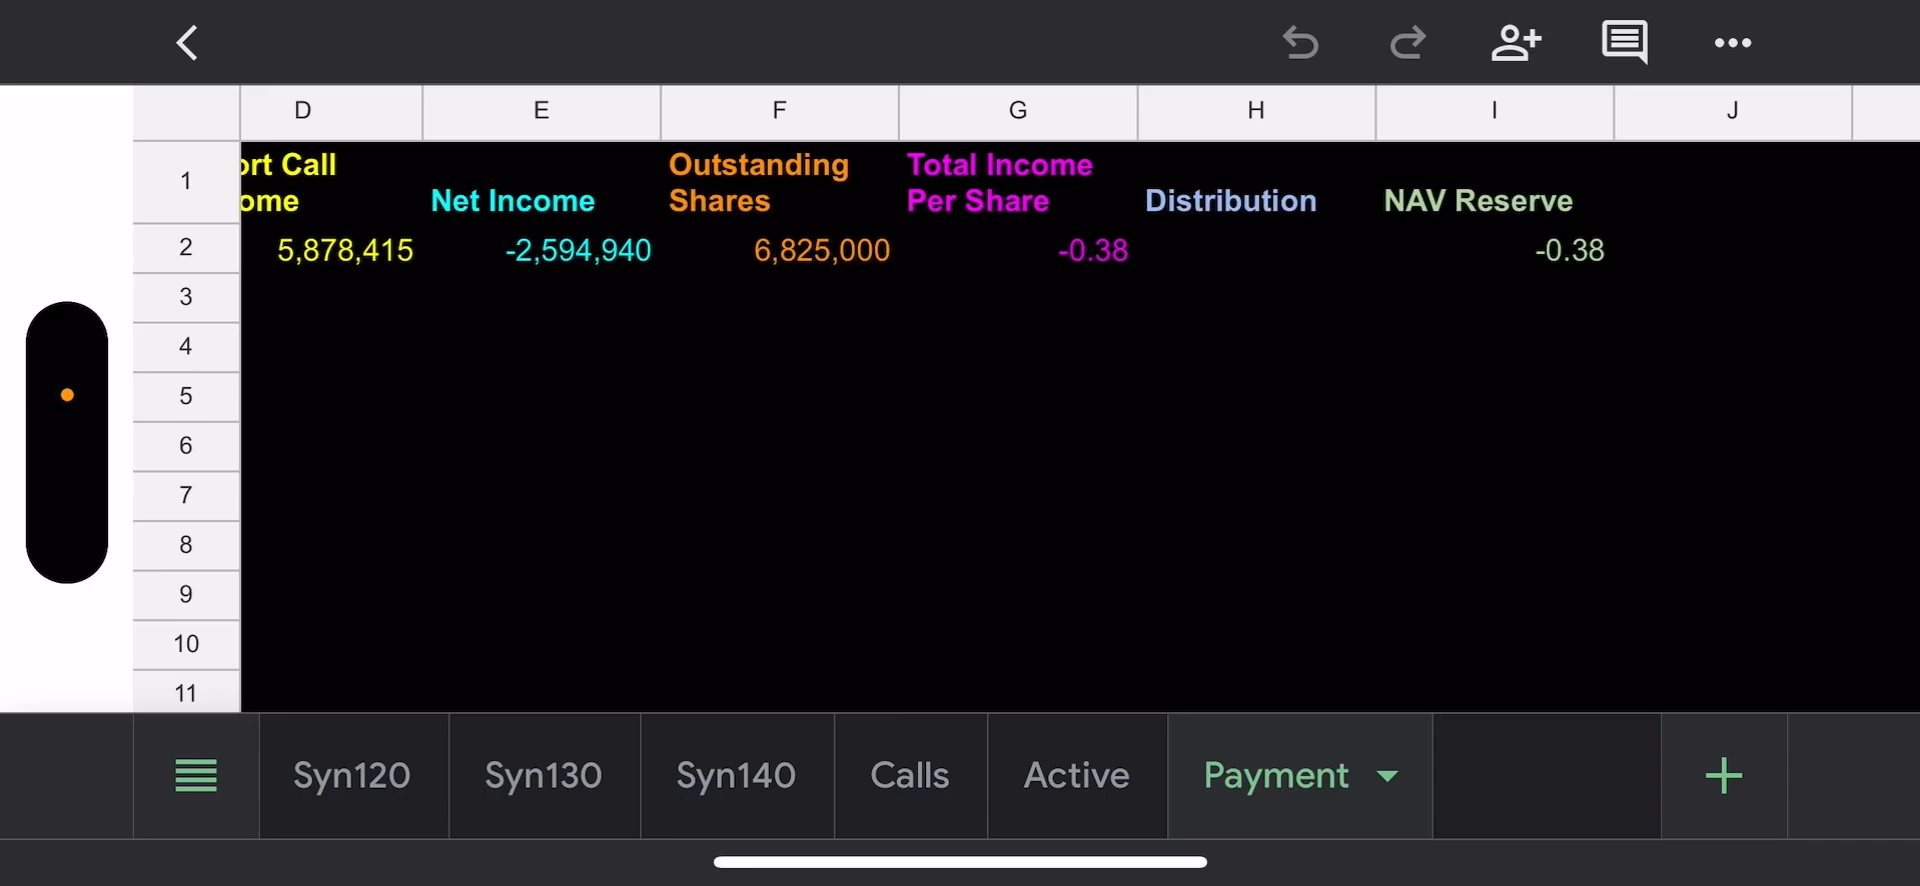 D E F G H I J
1 ort Call Outstanding Total Income
ome Net Income Shares Per Share Distribution NAV Reserve
2 5,878,415 -2,594,940 6,825,000 -0.38 -0.38
3
4
5
6
7
8
9
10
11
Syn120 Syn130 Syn140 Calls Active Payment